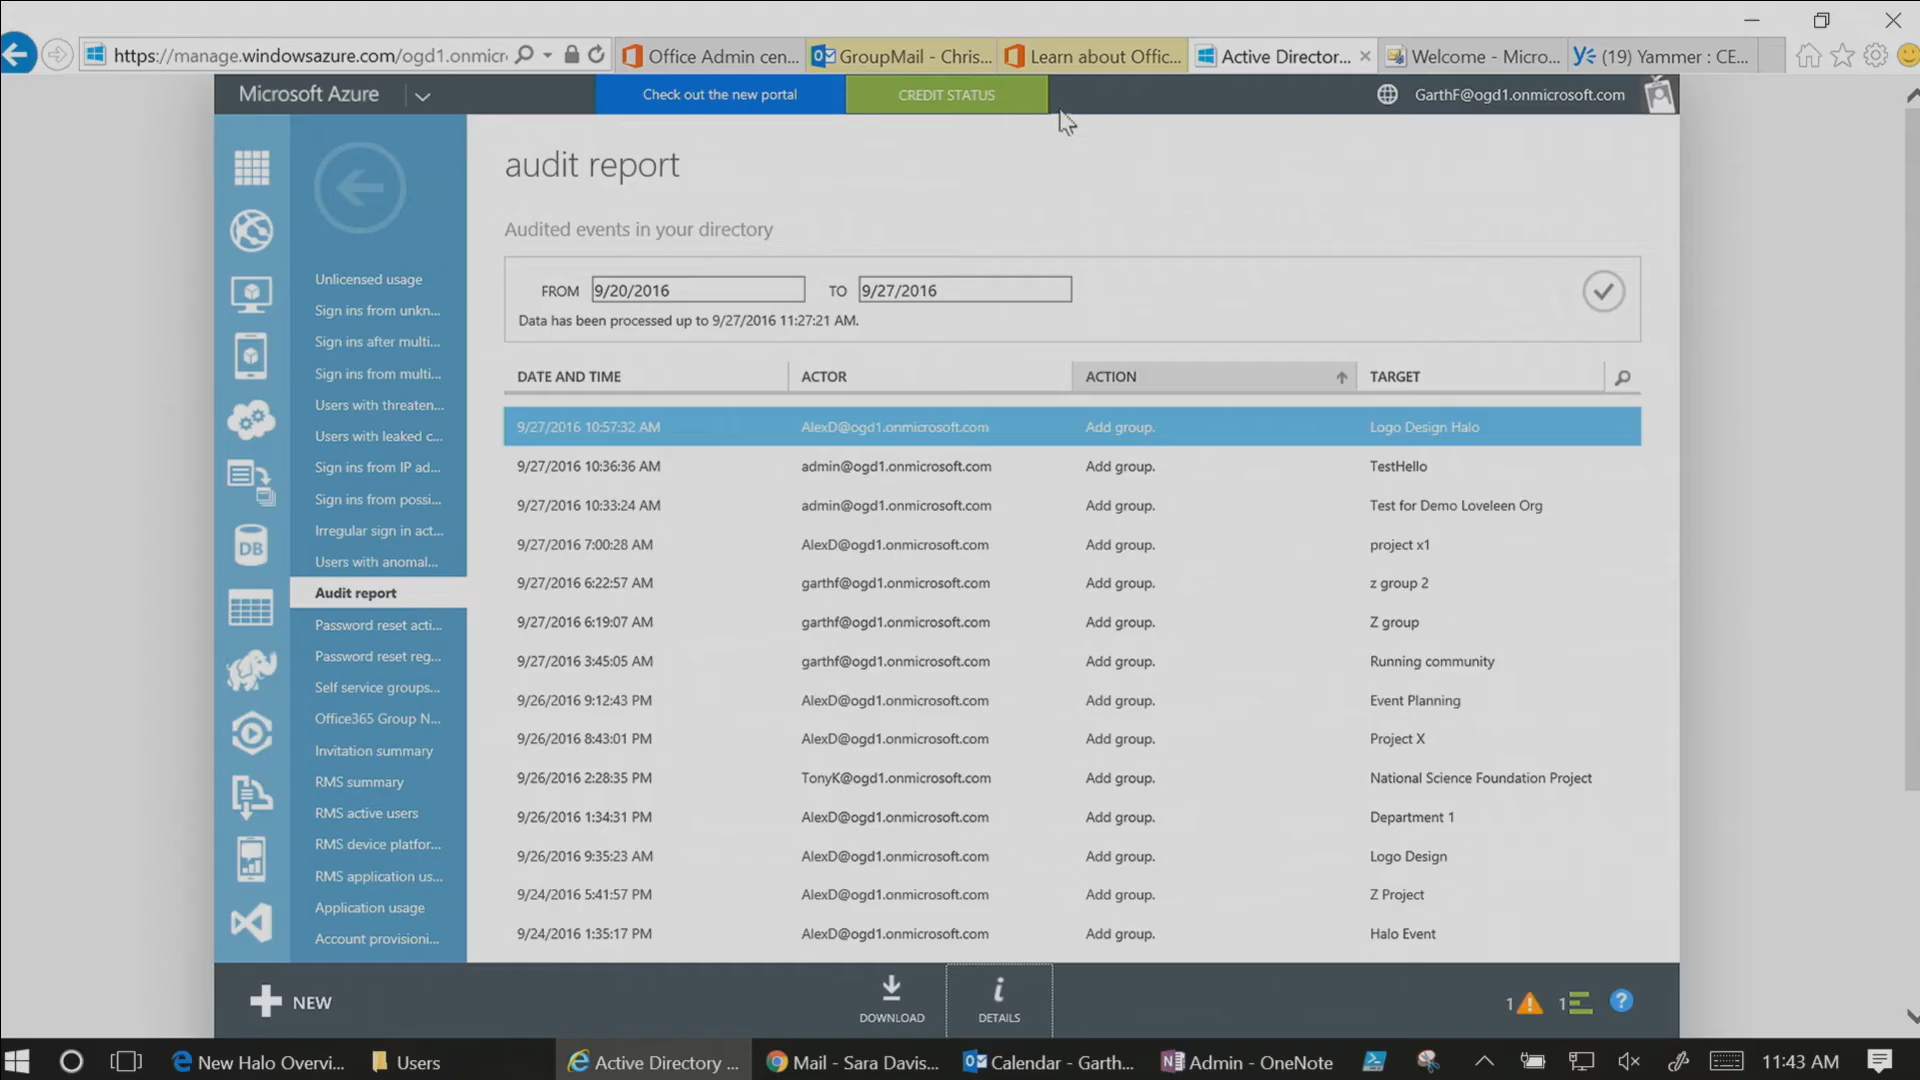 https://manage.windowsazure.com/ogd1.onmicr
Office Admin cen...
GroupMail - Chris...
Learn about Offic...
Active Director...
Welcome - Micro...
(19) Yammer : CE...
Microsoft Azure
Check out the new portal
CREDIT STATUS
GarthF@ogd1.onmicrosoft.com
audit report
Audited events in your directory
FROM 9/20/2016 TO 9/27/2016
Data has been processed up to 9/27/2016 11:27:21 AM.
Unlicensed usage
Sign ins from unkn...
Sign ins after multi...
Sign ins from multi...
Users with threaten...
Users with leaked c...
Sign ins from IP ad...
Sign ins from possi...
Irregular sign in act...
Users with anomal...
Audit report
Password reset acti...
Password reset reg...
Self service groups...
Office365 Group N...
Invitation summary
RMS summary
RMS active users
RMS device platfor...
RMS application us...
Application usage
Account provisioni...
DB
DATE AND TIME ACTOR ACTION TARGET
9/27/2016 10:57:32 AM AlexD@ogd1.onmicrosoft.com Add group. Logo Design Halo
9/27/2016 10:36:36 AM admin@ogd1.onmicrosoft.com Add group. TestHello
9/27/2016 10:33:24 AM admin@ogd1.onmicrosoft.com Add group. Test for Demo Loveleen Org
9/27/2016 7:00:28 AM AlexD@ogd1.onmicrosoft.com Add group. project x1
9/27/2016 6:22:57 AM garthf@ogd1.onmicrosoft.com Add group. z group 2
9/27/2016 6:19:07 AM garthf@ogd1.onmicrosoft.com Add group. Z group
9/27/2016 3:45:05 AM garthf@ogd1.onmicrosoft.com Add group. Running community
9/26/2016 9:12:43 PM AlexD@ogd1.onmicrosoft.com Add group. Event Planning
9/26/2016 8:43:01 PM AlexD@ogd1.onmicrosoft.com Add group. Project X
9/26/2016 2:28:35 PM TonyK@ogd1.onmicrosoft.com Add group. National Science Foundation Project
9/26/2016 1:34:31 PM AlexD@ogd1.onmicrosoft.com Add group. Department 1
9/26/2016 9:35:23 AM AlexD@ogd1.onmicrosoft.com Add group. Logo Design
9/24/2016 5:41:57 PM AlexD@ogd1.onmicrosoft.com Add group. Z Project
9/24/2016 1:35:17 PM AlexD@ogd1.onmicrosoft.com Add group. Halo Event
NEW
DOWNLOAD
DETAILS
1
1
New Halo Overvi...
Users
Active Directory ...
Mail - Sara Davis...
Calendar - Garth...
Admin - OneNote
11:43 AM